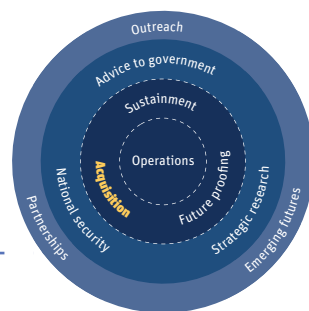 Outreach
Advice to government
Sustainment
Operations
Acquisition
Future proofing
National security
Strategic research
Partnerships
Emerging futures